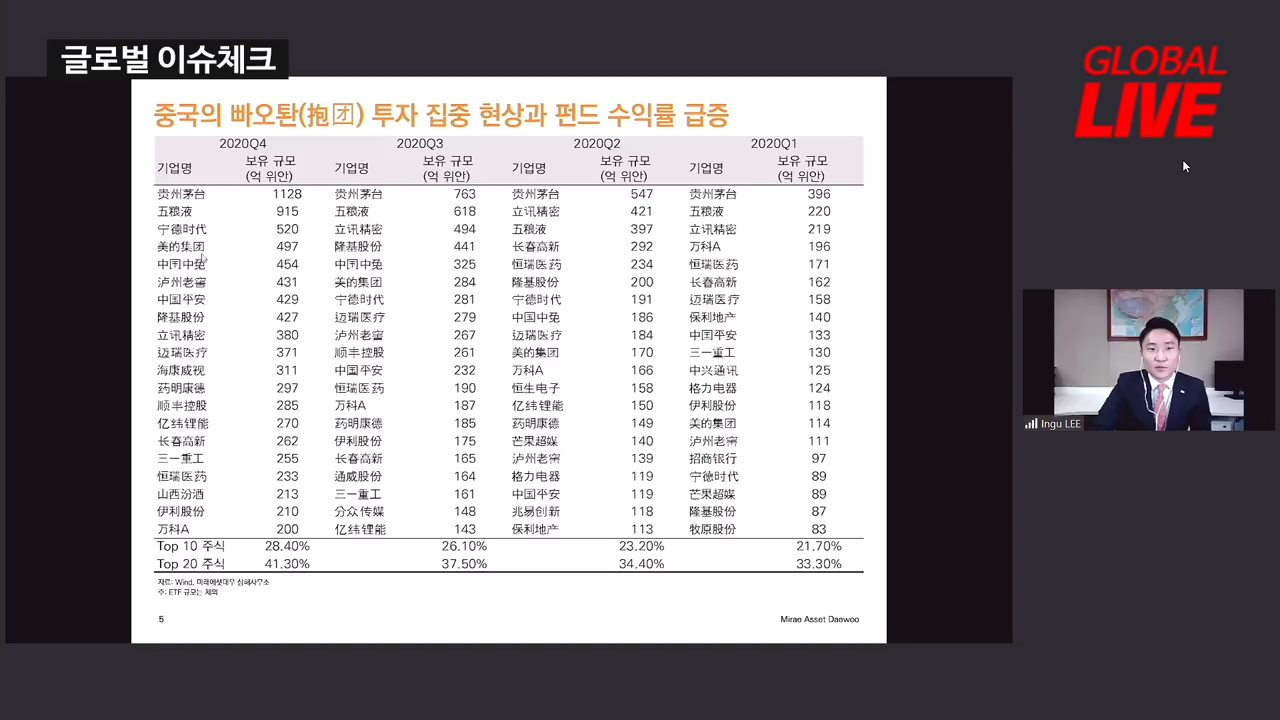 글로벌 이슈체크
GLOBAL
LIVE
중국의 빠오퇀(抱团) 투자 집중 현상과 펀드 수익률 급증
2020Q4 2020Q3 2020Q2 2020Q1
기업명 보유 규모 (억 위안) 기업명 보유 규모 (억 위안) 기업명 보유 규모 (억 위안) 기업명 보유 규모 (억 위안)
贵州茅台 1128 贵州茅台 763 贵州茅台 547 贵州茅台 396
五粮液 915 五粮液 618 立讯精密 421 五粮液 220
宁德时代 520 立讯精密 494 五粮液 397 立讯精密 219
美的集团 497 隆基股份 441 长春高新 292 万科A 196
中国中免 454 中国中免 325 恒瑞医药 234 恒瑞医药 171
泸州老窖 431 美的集团 284 隆基股份 200 长春高新 162
中国平安 429 宁德时代 281 宁德时代 191 迈瑞医疗 158
隆基股份 427 迈瑞医疗 279 中国中免 186 保利地产 140
立讯精密 380 泸州老窖 267 迈瑞医疗 184 中国平安 133
迈瑞医疗 371 顺丰控股 261 美的集团 170 三一重工 130
海康威视 311 中国平安 232 万科A 166 中兴通讯 125
药明康德 297 恒瑞医药 190 恒生电子 158 格力电器 124
顺丰控股 285 万科A 187 亿纬锂能 150 伊利股份 118
亿纬锂能 270 药明康德 185 药明康德 149 美的集团 114
长春高新 262 伊利股份 175 芒果超媒 140 泸州老窖 111
三一重工 255 长春高新 165 泸州老窖 139 招商银行 97
恒瑞医药 233 通威股份 164 格力电器 119 宁德时代 89
山西汾酒 213 三一重工 161 中国平安 119 芒果超媒 89
伊利股份 210 分众传媒 148 兆易创新 118 隆基股份 87
万科A 200 亿纬锂能 143 保利地产 113 牧原股份 83
Top 10 주식 28.40% 26.10% 23.20% 21.70%
Top 20 주식 41.30% 37.50% 34.40% 33.30%
자료: Wind, 미래에셋대우 상해사무소
주: ETF 규모는 제외
5 Mirae Asset Daewoo
Ingu LEE